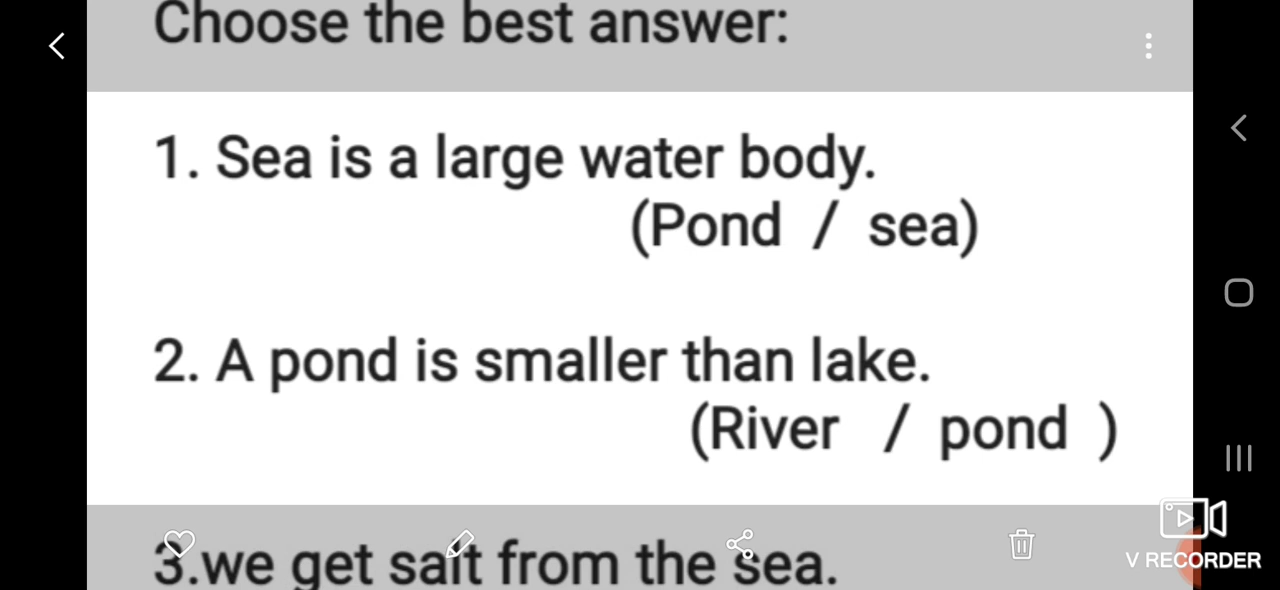 Choose the best answer:
1. Sea is a large water body.
(Pond / sea)
2. A pond is smaller than lake.
(River / pond )
3.we get salt from the sea.
V RECORDER